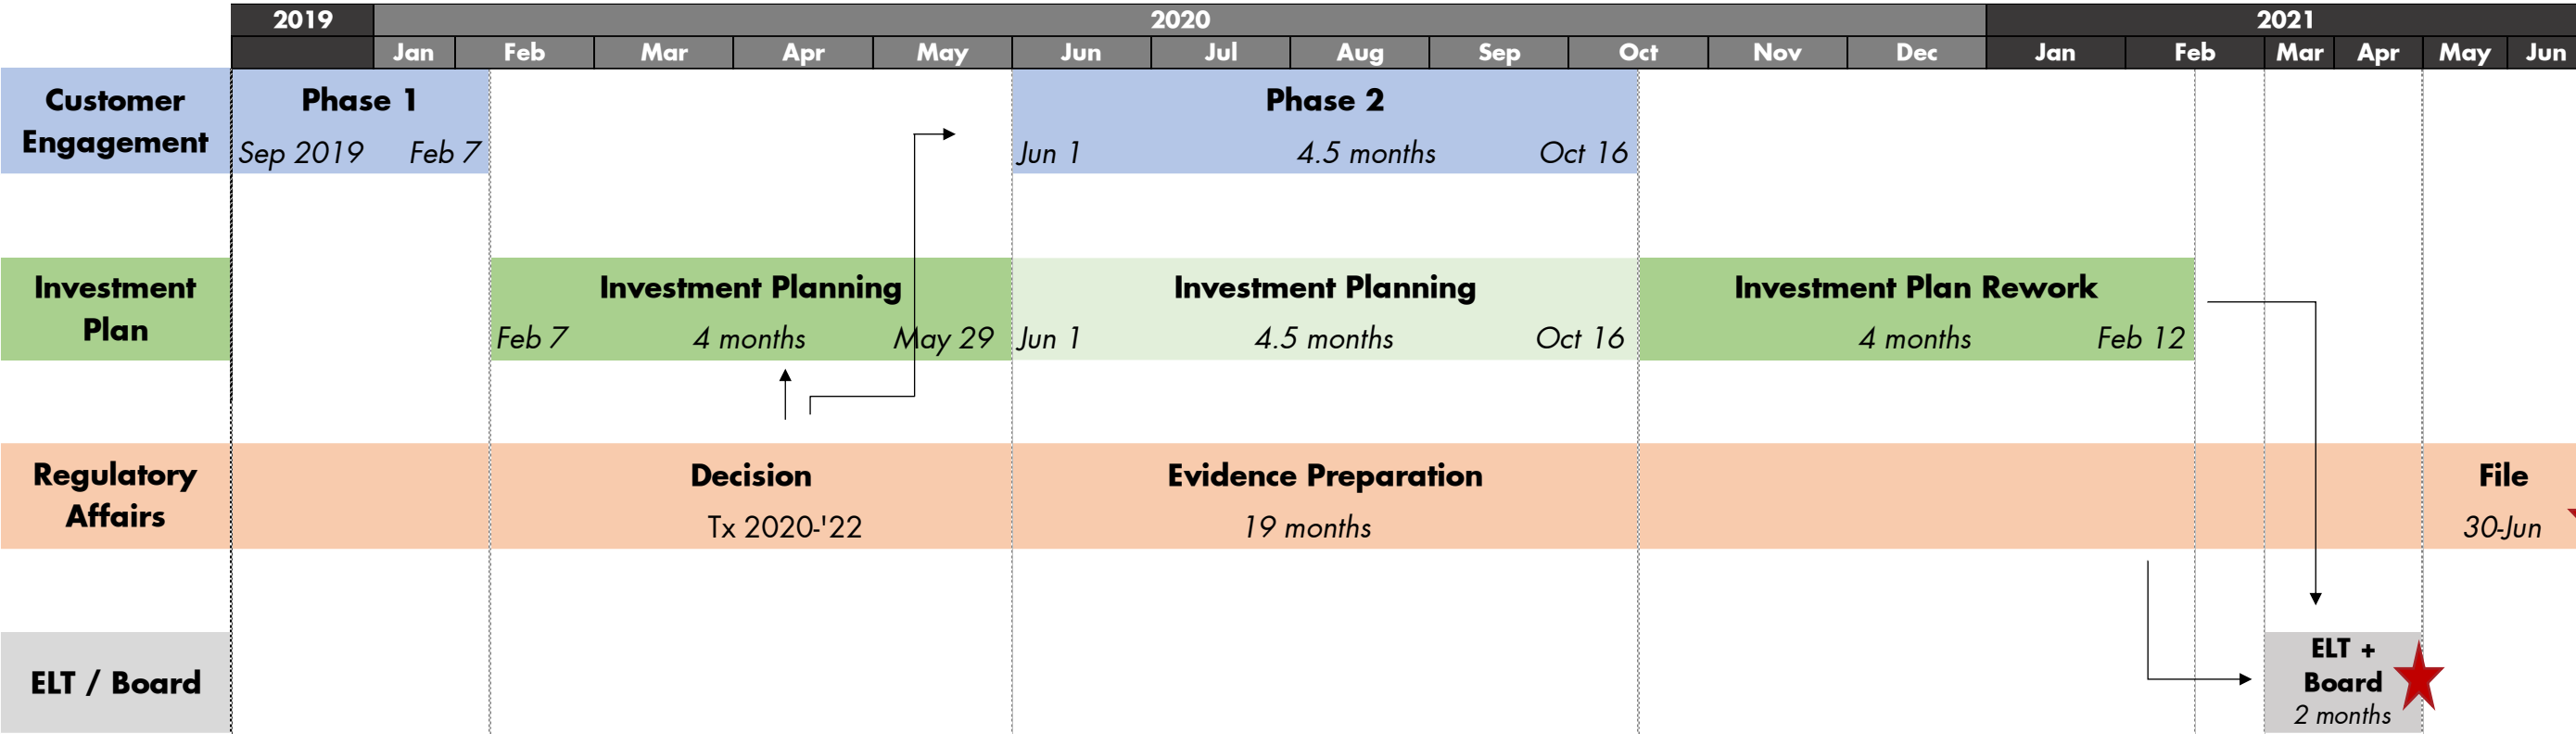 2019 2020 2021
Jan Feb Mar Apr May Jun Jul Aug Sep Oct Nov Dec Jan Feb Mar Apr May Jun
Customer
Engagement
Phase 1
Sep 2019 Feb 7
Phase 2
Jun 1 4.5 months Oct 16
Investment
Plan
Investment Planning
Feb 7 4 months May 29
Investment Planning
Jun 1 4.5 months Oct 16
Investment Plan Rework
4 months Feb 12
Regulatory
Affairs
Decision
Tx 2020-'22
Evidence Preparation
19 months
File
30-Jun
ELT / Board
ELT +
Board
2 months